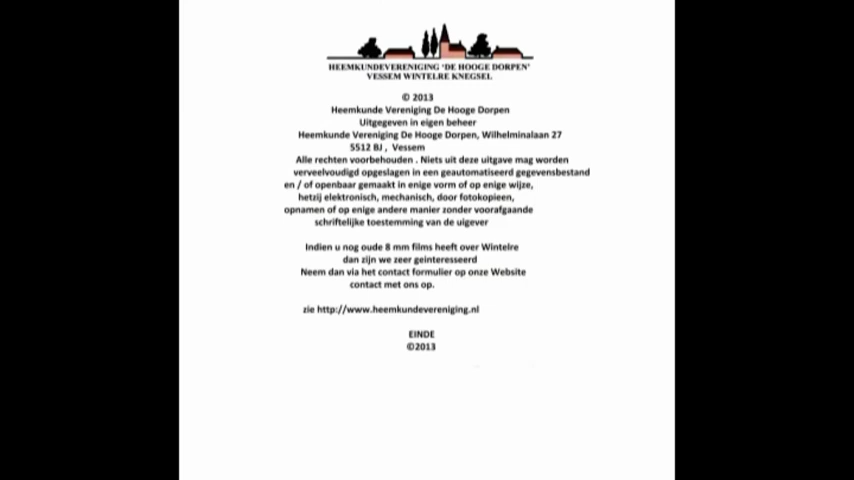 HEEMKUNDEVERENIGING 'DE HOOGE DORPEN'
VESSEM WINTELRE KNEGSEL
© 2013
Heemkunde Vereniging De Hooge Dorpen
Uitgegeven in eigen beheer
Heemkunde Vereniging De Hooge Dorpen, Wilhelminalaan 27
5512 BJ , Vessem
Alle rechten voorbehouden . Niets uit deze uitgave mag worden
verveelvoudigd opgeslagen in een geautomatiseerd gegevensbestand
en / of openbaar gemaakt in enige vorm of op enige wijze,
hetzij elektronisch, mechanisch, door fotokopieen,
opnamen of op enige andere manier zonder voorafgaande
schriftelijke toestemming van de uigever
Indien u nog oude 8 mm films heeft over Wintelre
dan zijn we zeer geinteresseerd
Neem dan via het contact formulier op onze Website
contact met ons op.
zie http://www.heemkundevereniging.nl
EINDE
©2013